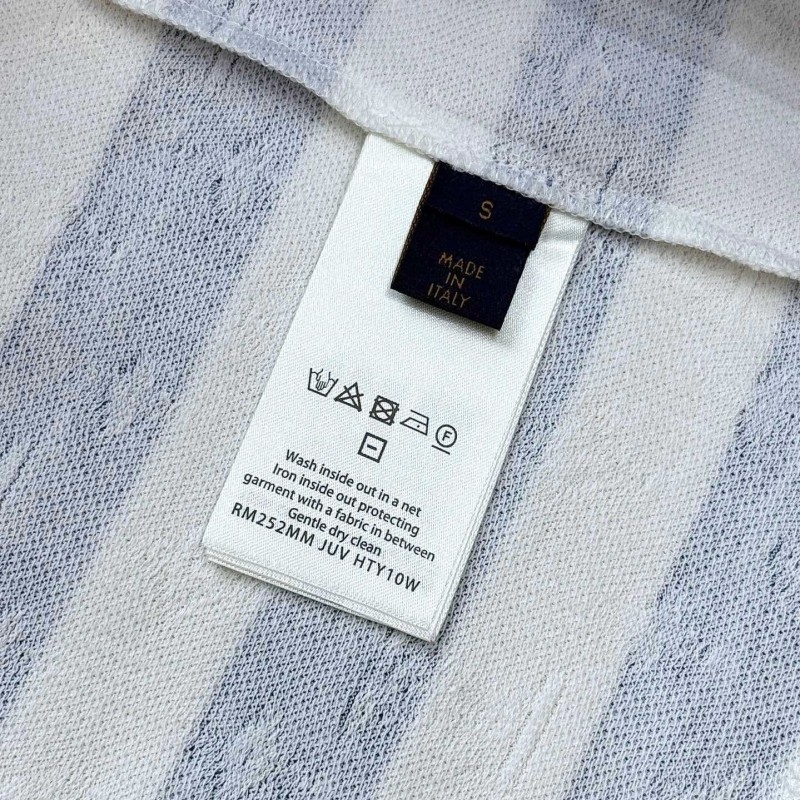 S
MADE
IN
ITALY
F
Wash inside out in a net
Iron inside out protecting
garment with a fabric in between
Gentle dry clean
RM252MM JUV HTY10W